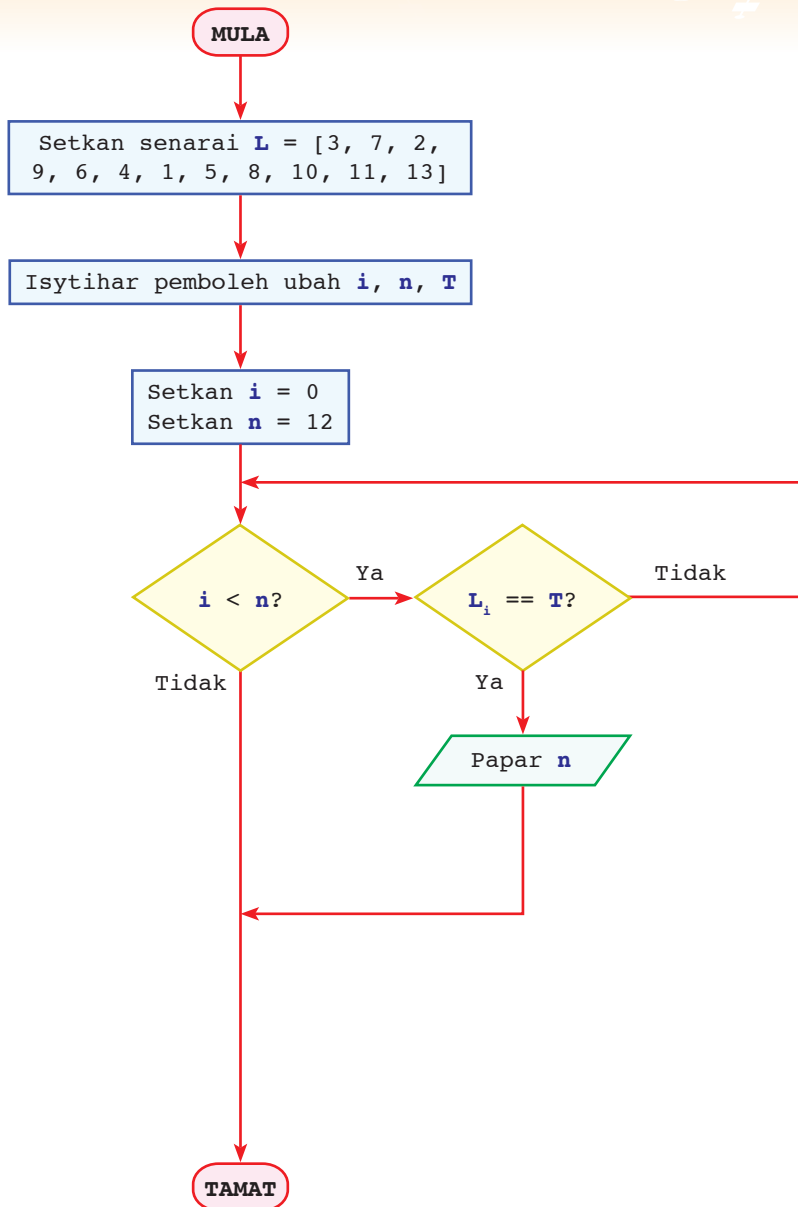 MULA
Setkan senarai L = [3, 7, 2,
9, 6, 4, 1, 5, 8, 10, 11, 13]
Isytihar pemboleh ubah i, n, T
Setkan i = 0
Setkan n = 12
i < n?
Ya
Lᵢ == T?
Tidak
Tidak
Ya
Papar n
TAMAT